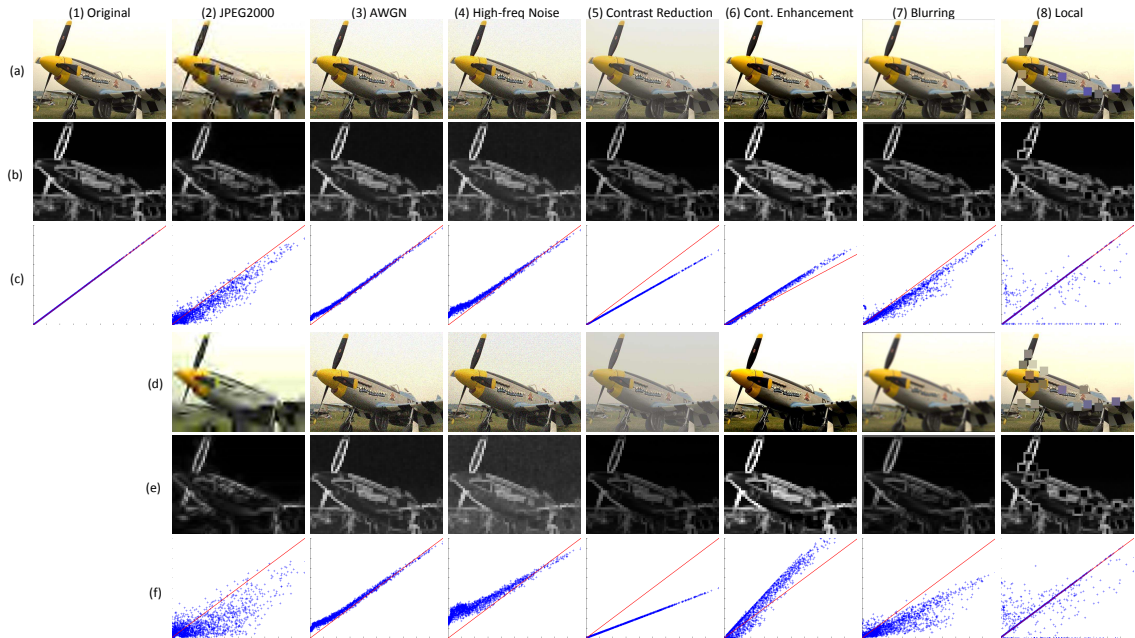 (1) Original (2) JPEG2000 (3) AWGN (4) High-freq Noise (5) Contrast Reduction (6) Cont. Enhancement (7) Blurring (8) Local
(a)
(b)
(c)
(d)
(e)
(f)